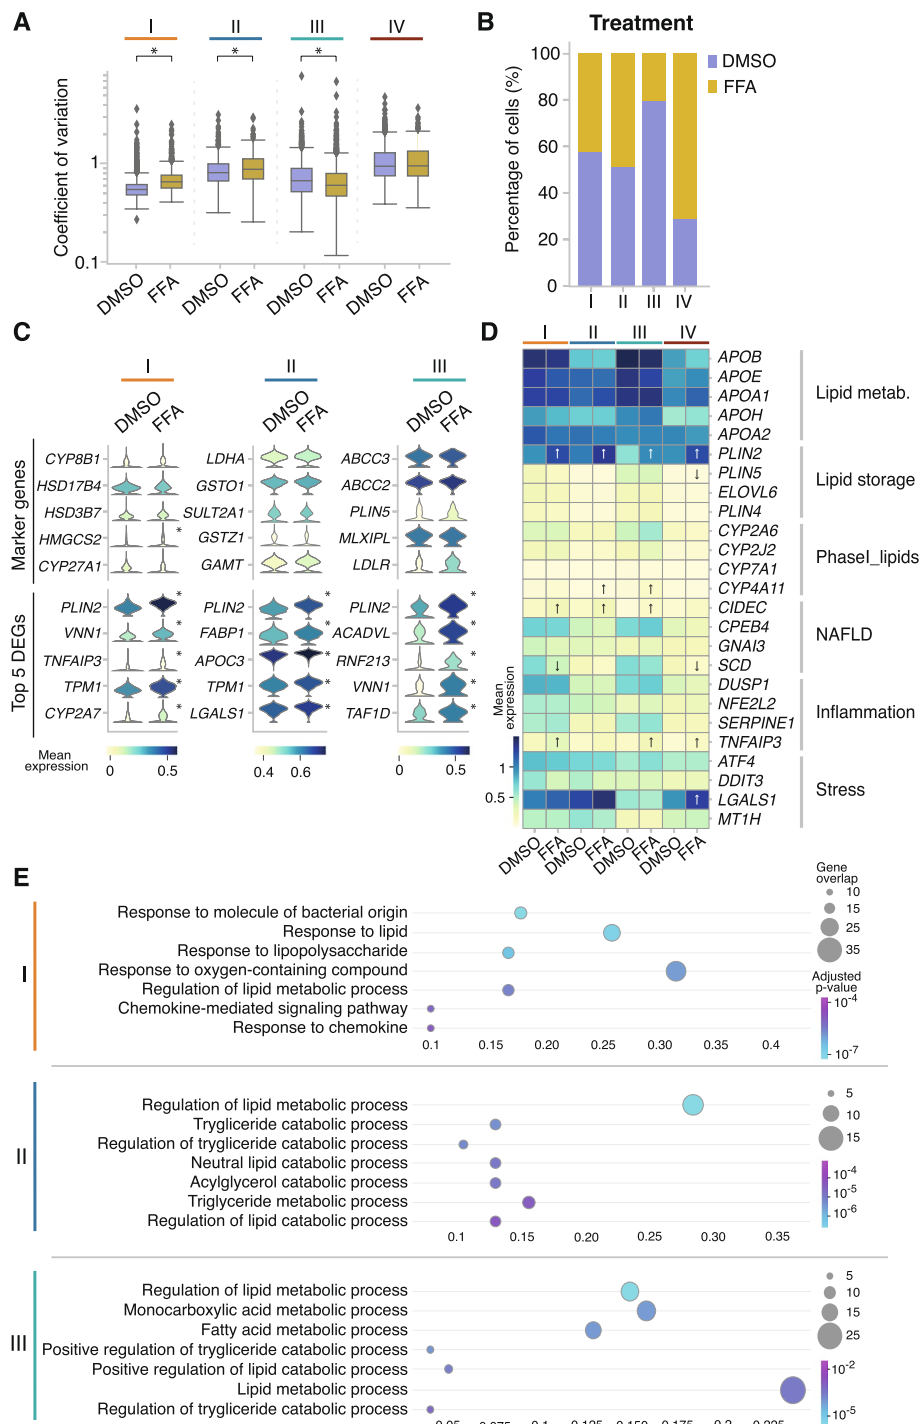 A
I II III IV
* * *
Coefficient of variation
1
0.1
DMSO FFA DMSO FFA DMSO FFA DMSO FFA
B
Treatment
Percentage of cells (%)
100
80
60
40
20
0
I II III IV
DMSO
FFA
C
I II III
DMSO FFA DMSO FFA DMSO FFA
Marker genes
CYP8B1 LDHA ABCC3
HSD17B4 GSTO1 ABCC2
HSD3B7 SULT2A1 PLIN5
HMGCS2 * GSTZ1 MLXIPL
CYP27A1 GAMT LDLR
Top 5 DEGs
PLIN2 * PLIN2 * PLIN2 *
VNN1 * FABP1 * ACADVL *
TNFAIP3 * APOC3 * RNF213 *
TPM1 * TPM1 * VNN1 *
CYP2A7 * LGALS1 * TAF1D *
Mean
expression
0 0.5 0.4 0.6 0 0.5
D
I II III IV
APOB
APOE
APOA1
APOH
APOA2
Lipid metab.
↑ ↑ ↑ ↑ PLIN2
↓ PLIN5
ELOVL6
PLIN4
Lipid storage
CYP2A6
CYP2J2
CYP7A1
↑ ↑ CYP4A11
PhaseI_lipids
↑ ↑ ↑ CIDEC
CPEB4
GNAI3
↓ ↓ SCD
NAFLD
DUSP1
NFE2L2
SERPINE1
↑ ↑ ↑ TNFAIP3
Inflammation
ATF4
DDIT3
↑ LGALS1
MT1H
Stress
Mean
expression
1
0.5
DMSO FFA DMSO FFA DMSO FFA DMSO FFA
E
I
Response to molecule of bacterial origin
Response to lipid
Response to lipopolysaccharide
Response to oxygen-containing compound
Regulation of lipid metabolic process
Chemokine-mediated signaling pathway
Response to chemokine
0.1 0.15 0.20 0.25 0.30 0.35 0.4
Gene
overlap
10
15
25
35
Adjusted
p-value
10-4
10-7
II
Regulation of lipid metabolic process
Trygliceride catabolic process
Regulation of trygliceride catabolic process
Neutral lipid catabolic process
Acylglycerol catabolic process
Triglyceride metabolic process
Regulation of lipid catabolic process
0.1 0.15 0.20 0.25 0.30 0.35
5
10
15
10-4
10-5
10-6
III
Regulation of lipid metabolic process
Monocarboxylic acid metabolic process
Fatty acid metabolic process
Positive regulation of trygliceride catabolic process
Positive regulation of lipid catabolic process
Lipid metabolic process
Regulation of trygliceride catabolic process
5
10
15
25
10-2
10-5